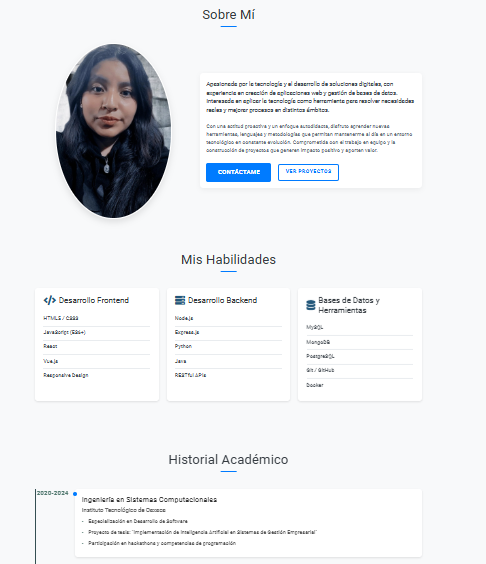 Sobre Mí
Apasionada por la tecnología y el desarrollo de soluciones digitales, con
experiencia en creación de aplicaciones web y gestión de bases de datos.
Interesada en aplicar la tecnología como herramienta para resolver necesidades
reales y mejorar procesos en distintos ámbitos.
Con una actitud proactiva y un enfoque autodidacta, disfruto aprender nuevas
herramientas, lenguajes y metodologías que permitan mantenerme al día en un entorno
tecnológico en constante evolución. Comprometida con el trabajo en equipo y la
construcción de proyectos que generen impacto positivo y aporten valor.
CONTÁCTAME
VER PROYECTOS
Mis Habilidades
Desarrollo Frontend
HTML5 / CSS3
JavaScript (ES6+)
React
Vue.js
Responsive Design
Desarrollo Backend
Node.js
Express.js
Python
Java
RESTful APIs
Bases de Datos y
Herramientas
MySQL
MongoDB
PostgreSQL
Git / GitHub
Docker
Historial Académico
2020-2024
Ingeniería en Sistemas Computacionales
Instituto Tecnológico de Oaxaca
- Especialización en Desarrollo de Software
- Proyecto de tesis: "Implementación de Inteligencia Artificial en Sistemas de Gestión Empresarial"
- Participación en hackathons y competencias de programación